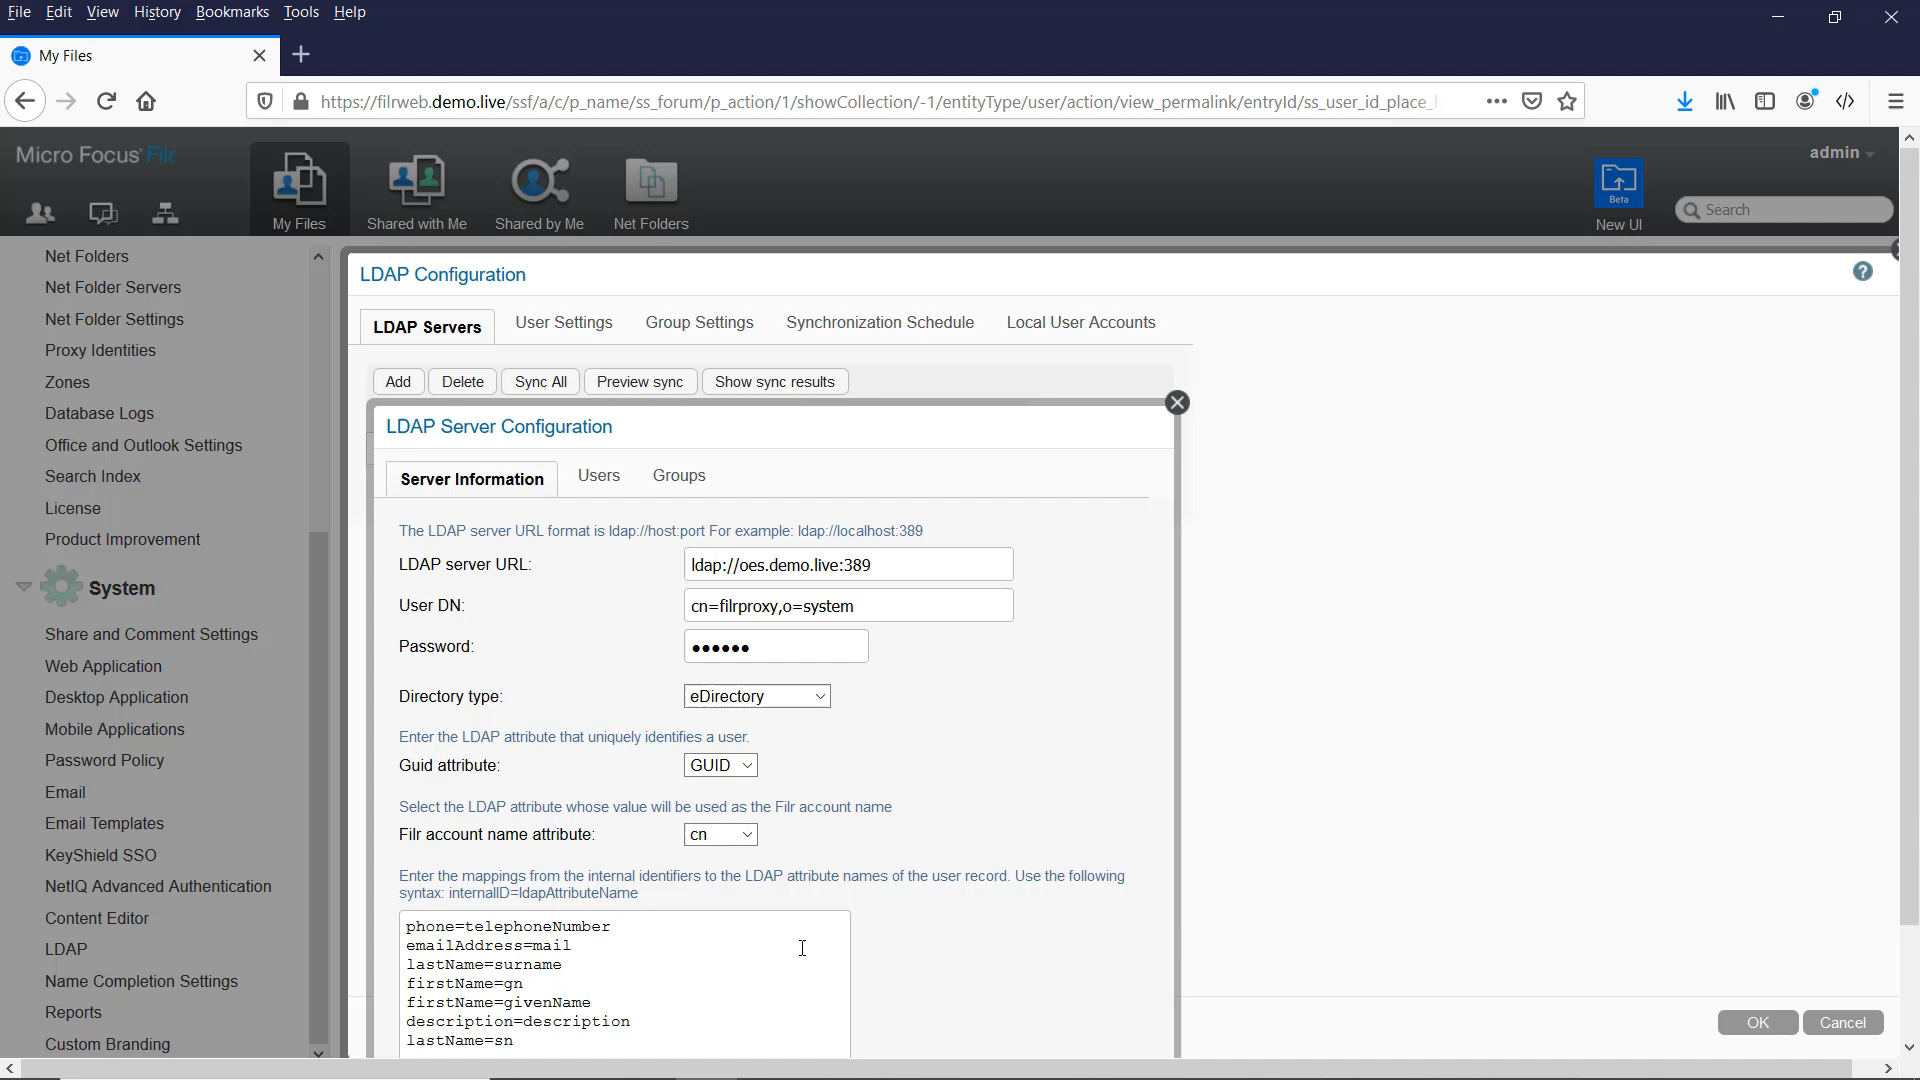 File Edit View History Bookmarks Tools Help
My Files
https://filrweb.demo.live/ssf/a/c/p_name/ss_forum/p_action/1/showCollection/-1/entityType/user/action/view_permalink/entryId/ss_user_id_place_
Micro Focus Filr
My Files
Shared with Me
Shared by Me
Net Folders
Beta
New UI
admin
Search
Net Folders
Net Folder Servers
Net Folder Settings
Proxy Identities
Zones
Database Logs
Office and Outlook Settings
Search Index
License
Product Improvement
System
Share and Comment Settings
Web Application
Desktop Application
Mobile Applications
Password Policy
Email
Email Templates
KeyShield SSO
NetIQ Advanced Authentication
Content Editor
LDAP
Name Completion Settings
Reports
Custom Branding
LDAP Configuration
?
LDAP Servers User Settings Group Settings Synchronization Schedule Local User Accounts
Add Delete Sync All Preview sync Show sync results
LDAP Server Configuration
Server Information Users Groups
The LDAP server URL format is ldap://host:port For example: ldap://localhost:389
LDAP server URL: ldap://oes.demo.live:389
User DN: cn=filrproxy,o=system
Password: ●●●●●●
Directory type: eDirectory
Enter the LDAP attribute that uniquely identifies a user.
Guid attribute: GUID
Select the LDAP attribute whose value will be used as the Filr account name
Filr account name attribute: cn
Enter the mappings from the internal identifiers to the LDAP attribute names of the user record. Use the following
syntax: internalID=ldapAttributeName
phone=telephoneNumber
emailAddress=mail
lastName=surname
firstName=gn
firstName=givenName
description=description
lastName=sn
OK Cancel